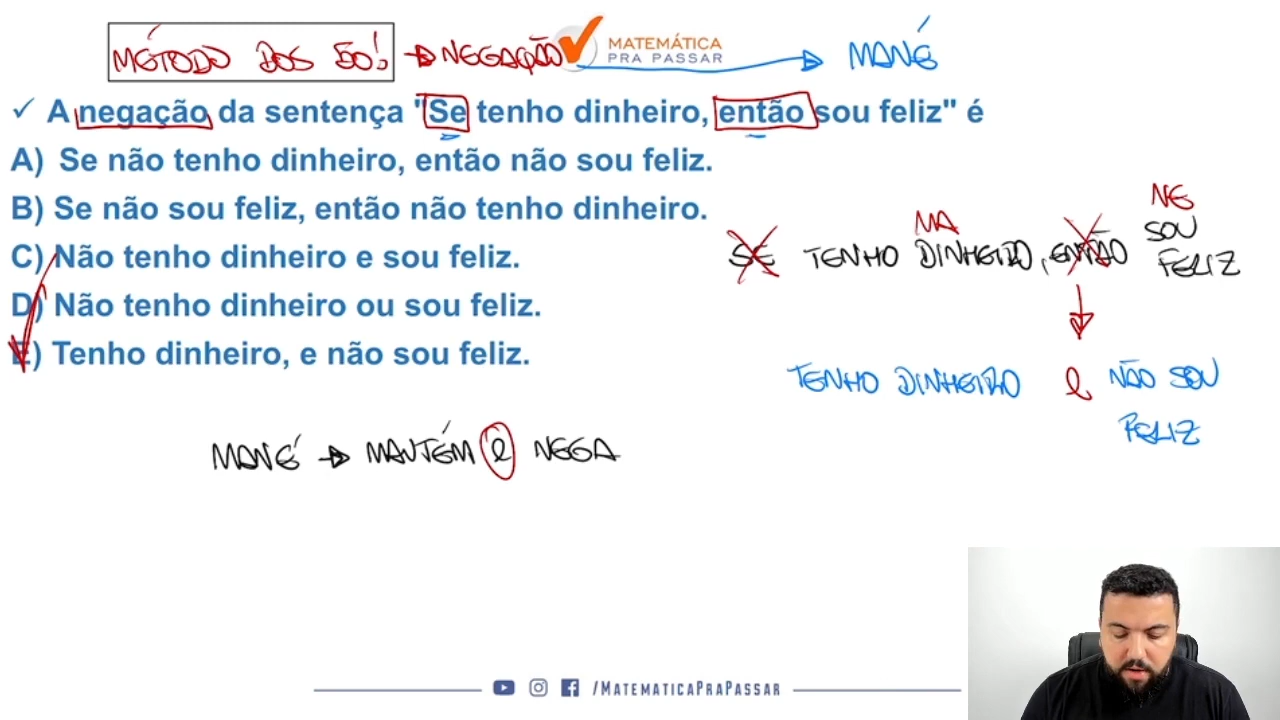 MÉTODO DOS 50! → NEGAÇÃO MATEMÁTICA PRA PASSAR → MANÉ
✓ A negação da sentença "Se tenho dinheiro, então sou feliz" é
A) Se não tenho dinheiro, então não sou feliz.
B) Se não sou feliz, então não tenho dinheiro.
C) Não tenho dinheiro e sou feliz.
D) Não tenho dinheiro ou sou feliz.
E) Tenho dinheiro, e não sou feliz.
MA NE
SE TENHO DINHEIRO, ENTÃO SOU FELIZ
TENHO DINHEIRO e NÃO SOU
FELIZ
MANÉ → MANTÉM e NEGA
/MATEMATICAPRAPASSAR